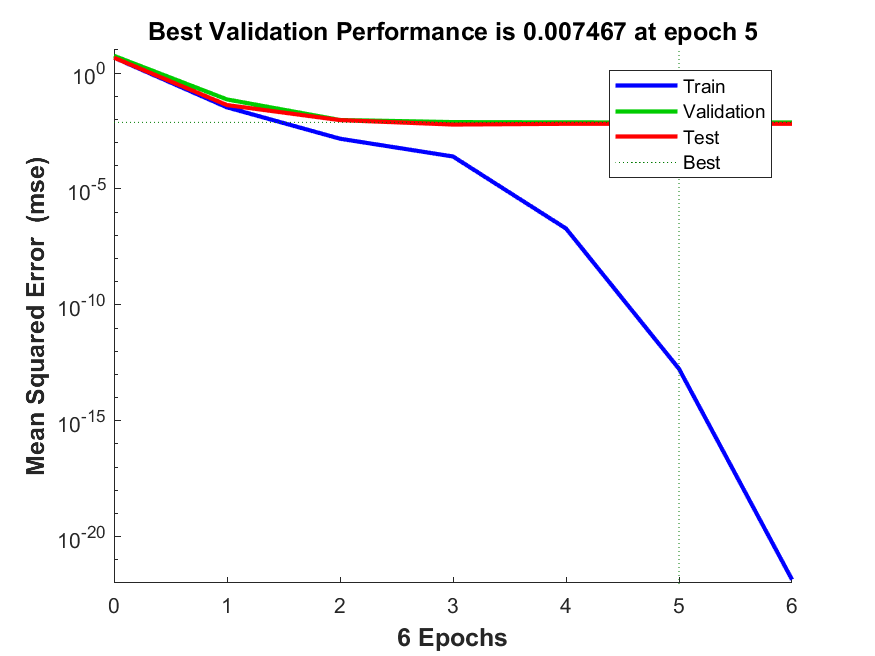 Best Validation Performance is 0.007467 at epoch 5
Mean Squared Error (mse)
10^0
10^-5
10^-10
10^-15
10^-20
Train
Validation
Test
Best
0 1 2 3 4 5 6
6 Epochs